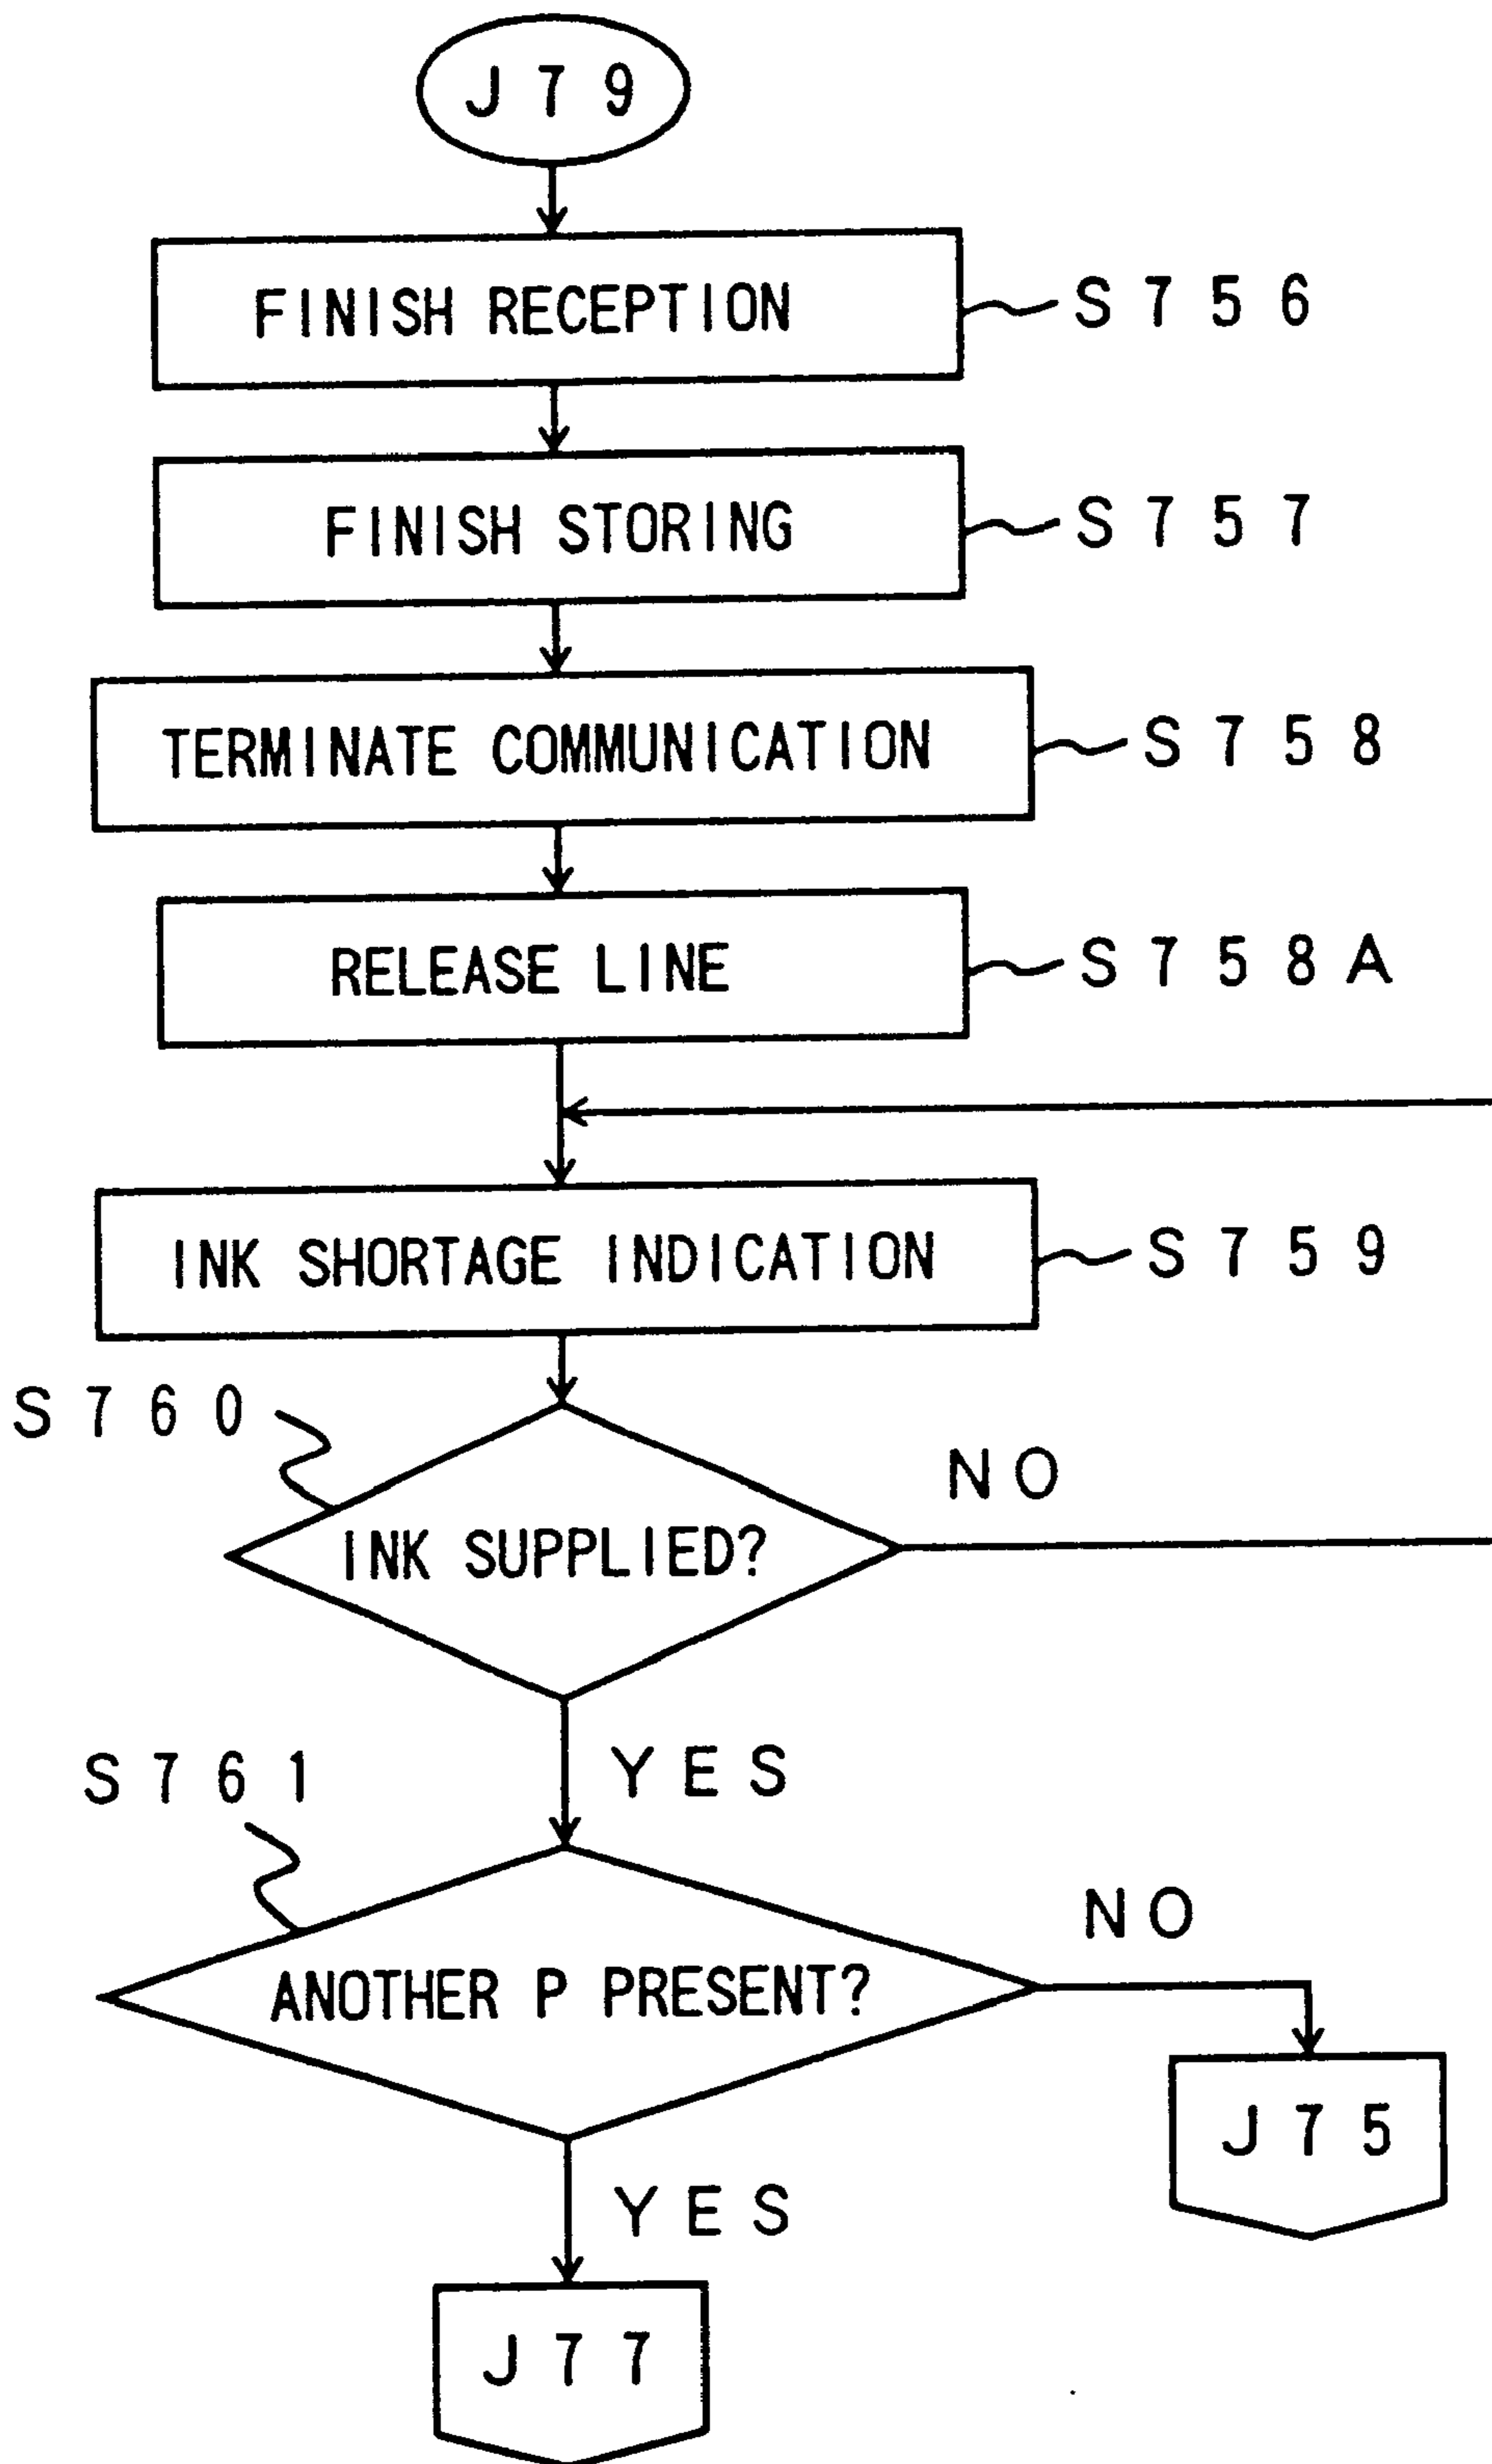 J79
FINISH RECEPTION
S756
FINISH STORING
S757
TERMINATE COMMUNICATION
S758
RELEASE LINE
S758A
INK SHORTAGE INDICATION
S759
S760
INK SUPPLIED?
NO
YES
S761
ANOTHER P PRESENT?
NO
J75
YES
J77